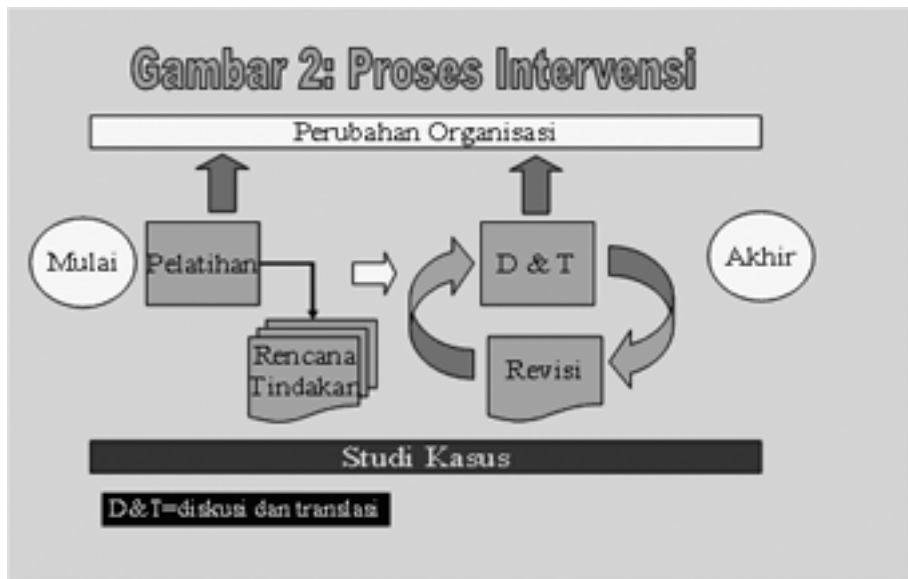 Gambar 2: Proses Intervensi
Perubahan Organisasi
Mulai
Pelatihan
Rencana
Tindakan
D & T
Revisi
Akhir
Studi Kasus
D&T=diskusi dan translasi